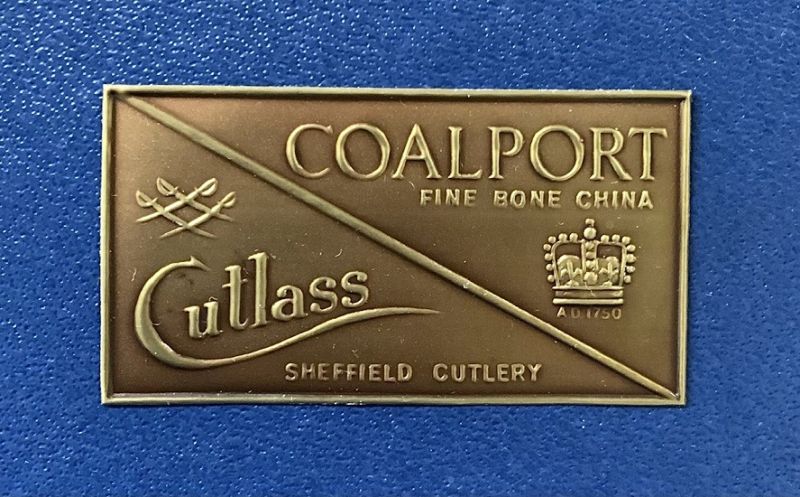 COALPORT
FINE BONE CHINA
A.D.1750
Cutlass
SHEFFIELD CUTLERY